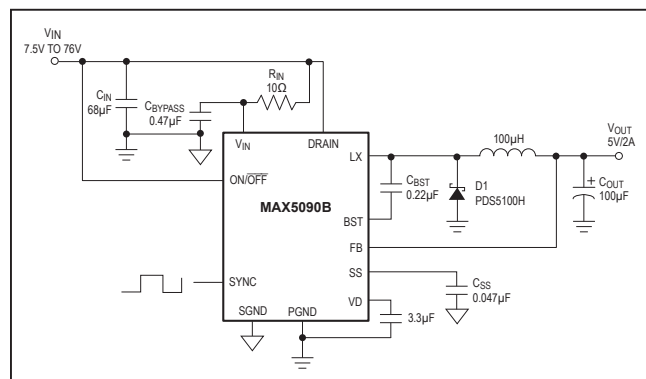 VIN
7.5V TO 76V
RIN
10Ω
CIN
68µF
CBYPASS
0.47µF
VIN
DRAIN
LX
100µH
VOUT
5V/2A
ON/OFF
MAX5090B
CBST
0.22µF
D1
PDS5100H
+
COUT
100µF
BST
FB
SYNC
SS
CSS
0.047µF
VD
3.3µF
SGND
PGND